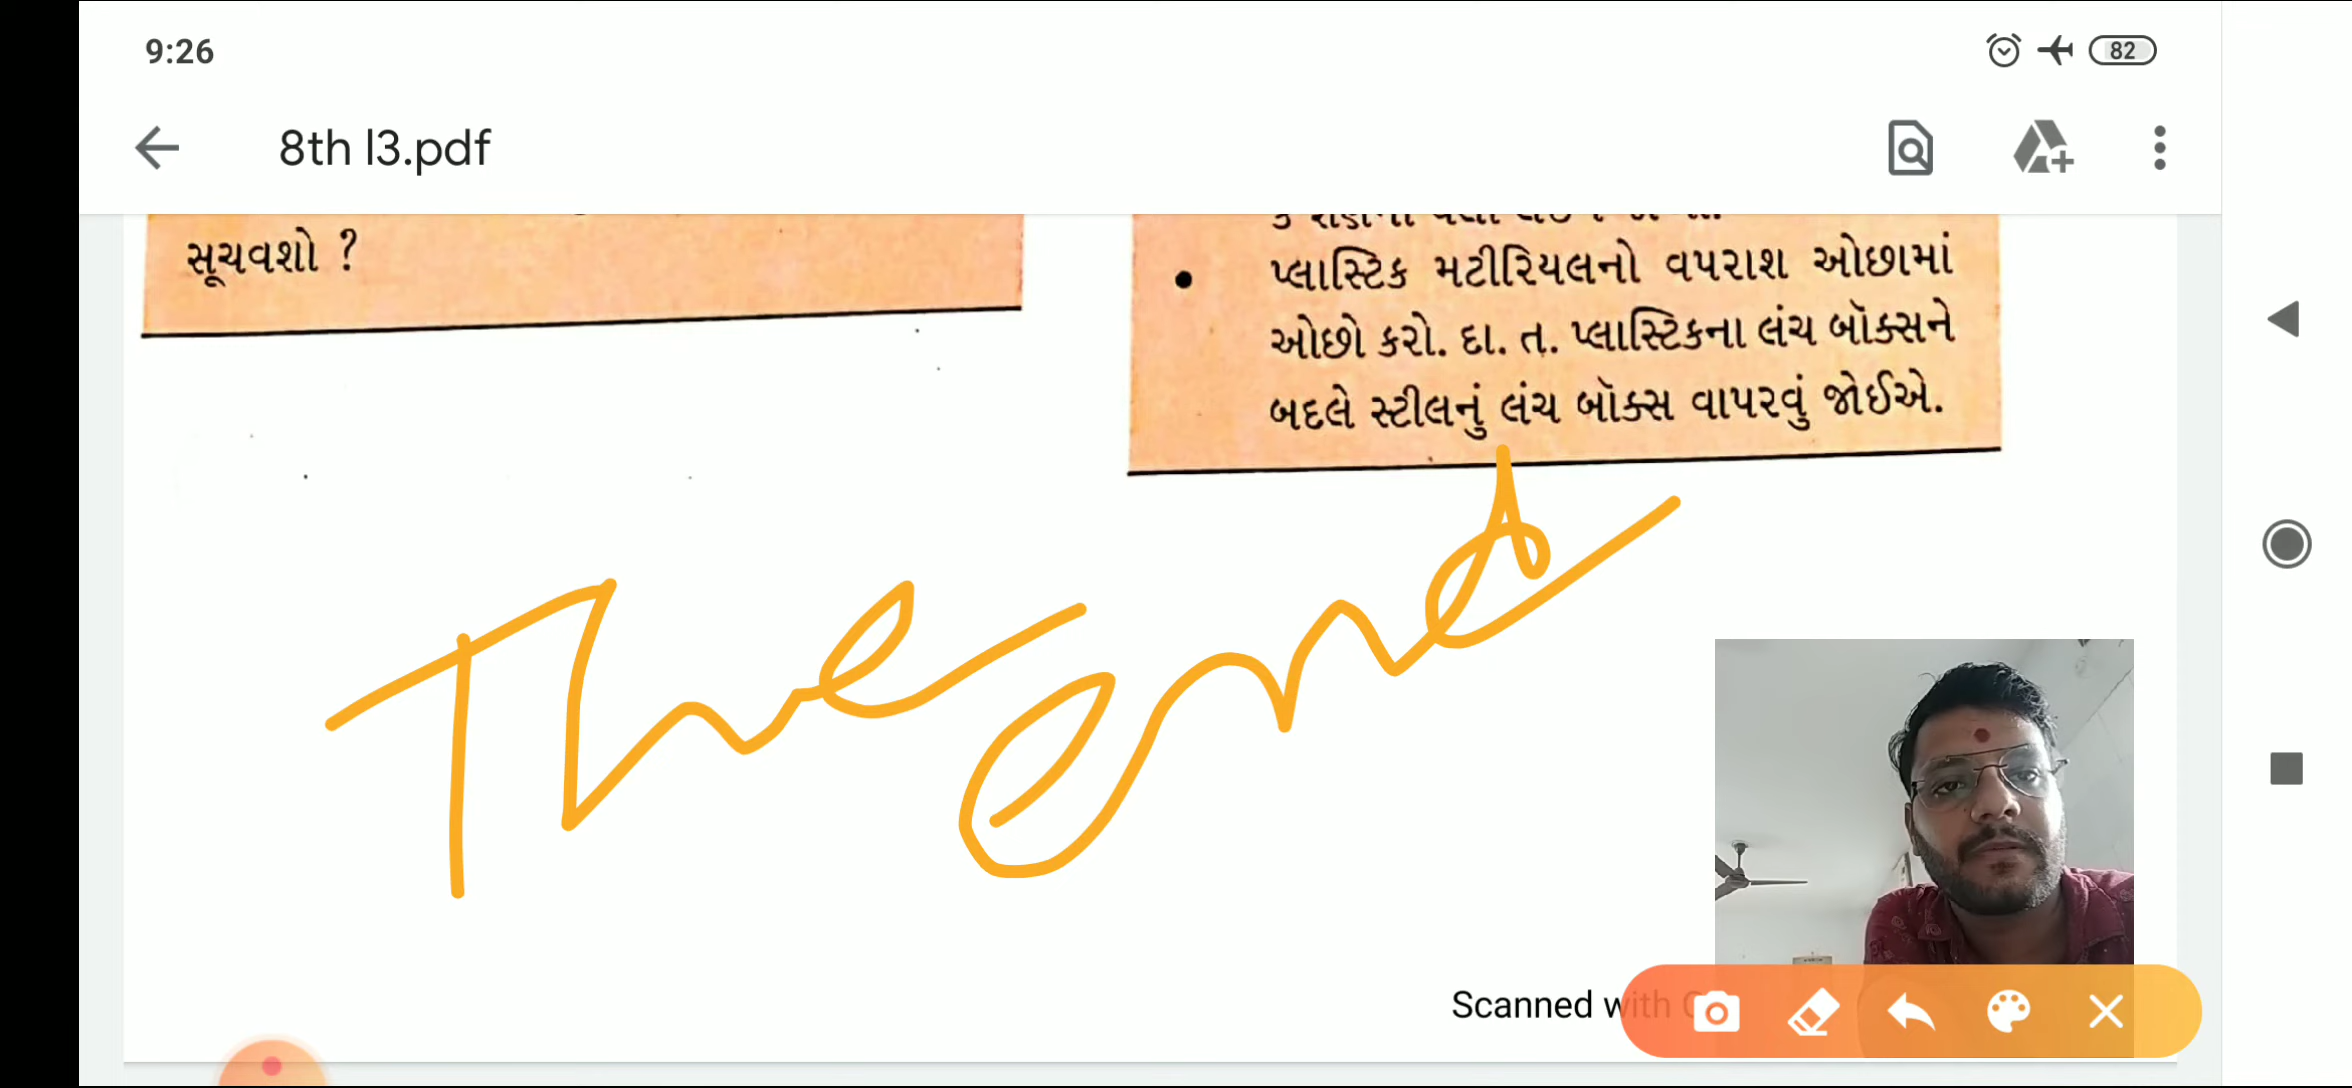 9:26
82
8th l3.pdf
સૂચવશો ?
• પ્લાસ્ટિક મટીરિયલનો વપરાશ ઓછામાં
ઓછો કરો. દા. ત. પ્લાસ્ટિકના લંચ બૉક્સને
બદલે સ્ટીલનું લંચ બૉક્સ વાપરવું જોઈએ.
The end
Scanned with